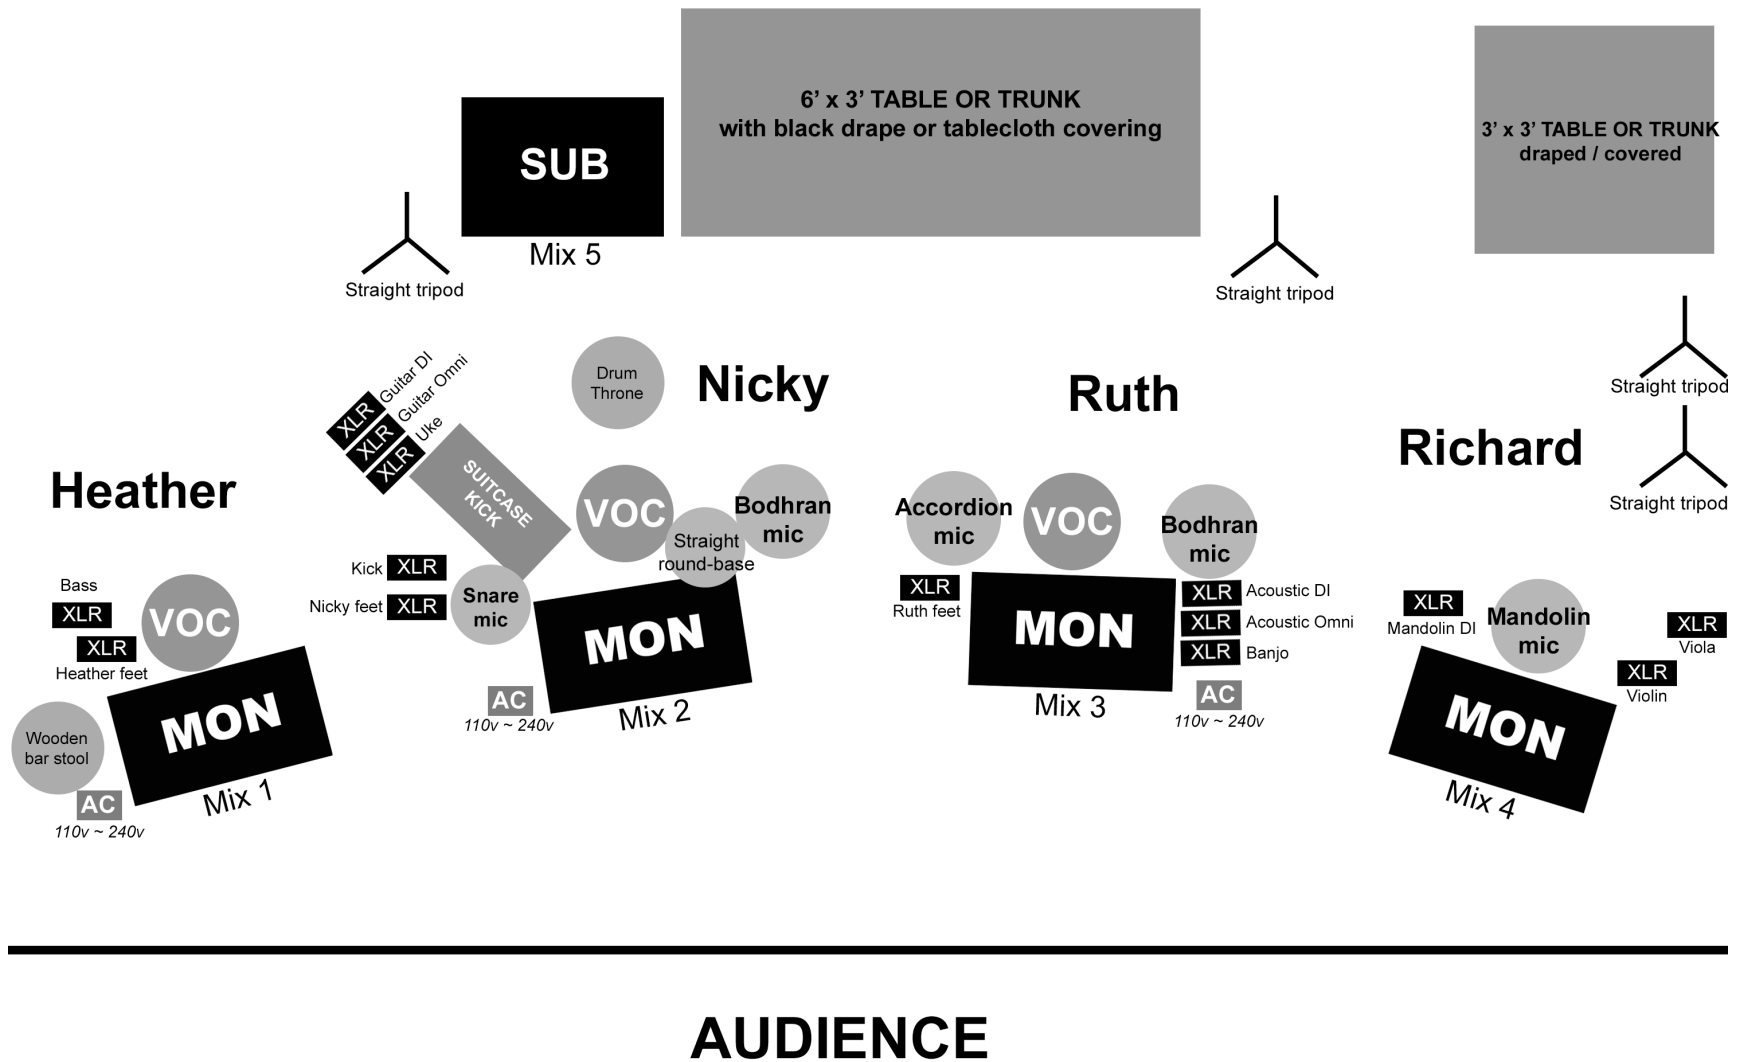 6’ x 3’ TABLE OR TRUNK
with black drape or tablecloth covering
3’ x 3’ TABLE OR TRUNK
draped / covered
SUB
Mix 5
Straight tripod
Straight tripod
Straight tripod
Straight tripod
Heather
Bass
XLR
XLR
Heather feet
VOC
MON
Mix 1
Wooden
bar stool
AC
110v ~ 240v
Nicky
Drum
Throne
XLR Guitar DI
XLR Guitar Omni
XLR Uke
SUITCASE
KICK
VOC
Straight
round-base
Bodhran
mic
Kick XLR
Nicky feet XLR
Snare
mic
MON
Mix 2
AC
110v ~ 240v
Ruth
Accordion
mic
VOC
Bodhran
mic
XLR
Ruth feet
MON
Mix 3
XLR Acoustic DI
XLR Acoustic Omni
XLR Banjo
AC
110v ~ 240v
Richard
XLR
Mandolin DI
Mandolin
mic
XLR
Viola
XLR
Violin
MON
Mix 4
AUDIENCE